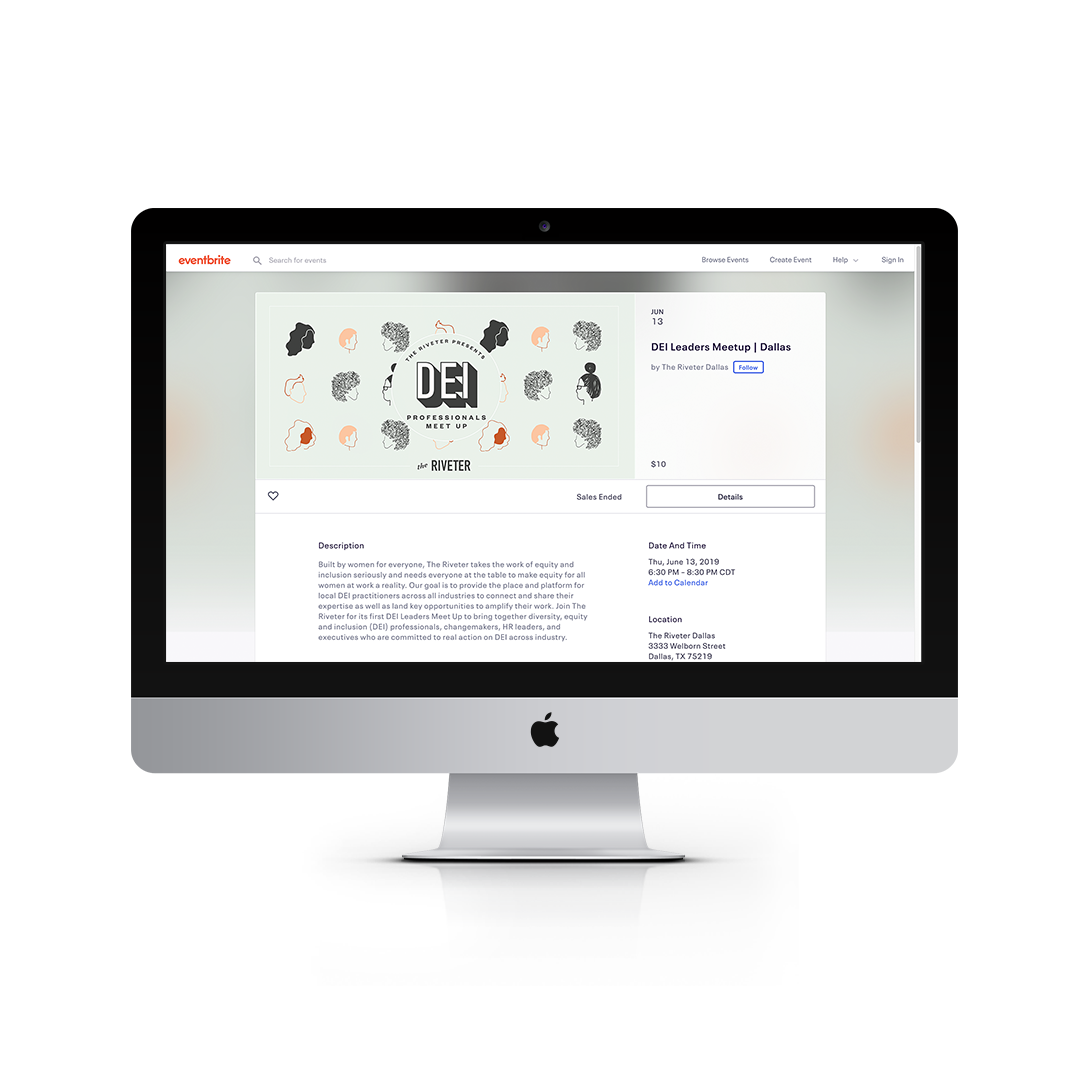 eventbrite
Search for events
Browse Events
Create Event
Help
Sign In
THE RIVETER PRESENTS
DEI
PROFESSIONALS
MEET UP
the RIVETER
JUN
13
DEI Leaders Meetup | Dallas
by The Riveter Dallas
Follow
$10
Sales Ended
Details
Description
Built by women for everyone, The Riveter takes the work of equity and
inclusion seriously and needs everyone at the table to make equity for all
women at work a reality. Our goal is to provide the place and platform for
local DEI practitioners across all industries to connect and share their
expertise as well as land key opportunities to amplify their work. Join The
Riveter for its first DEI Leaders Meet Up to bring together diversity, equity
and inclusion (DEI) professionals, changemakers, HR leaders, and
executives who are committed to real action on DEI across industry.
Date And Time
Thu, June 13, 2019
6:30 PM – 8:30 PM CDT
Add to Calendar
Location
The Riveter Dallas
3333 Welborn Street
Dallas, TX 75219